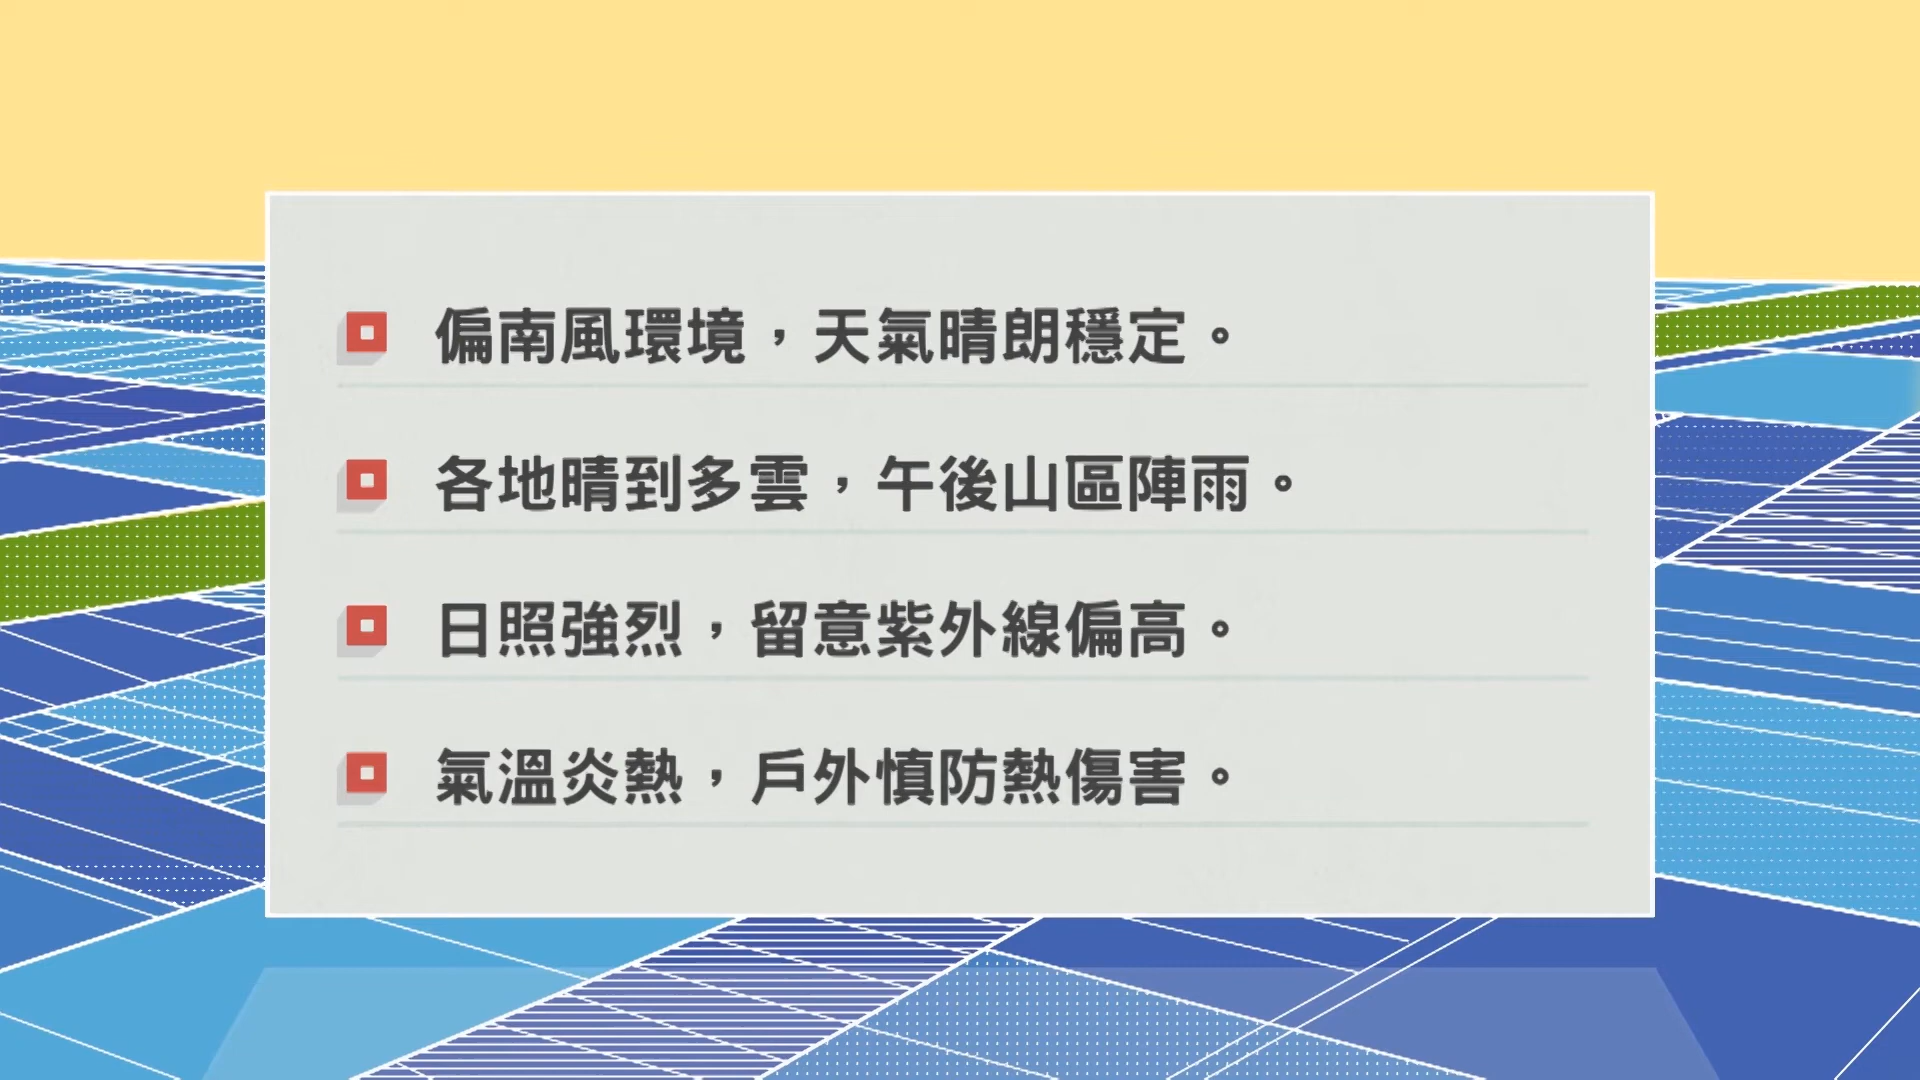 偏南風環境，天氣晴朗穩定。
各地晴到多雲，午後山區陣雨。
日照強烈，留意紫外線偏高。
氣溫炎熱，戶外慎防熱傷害。